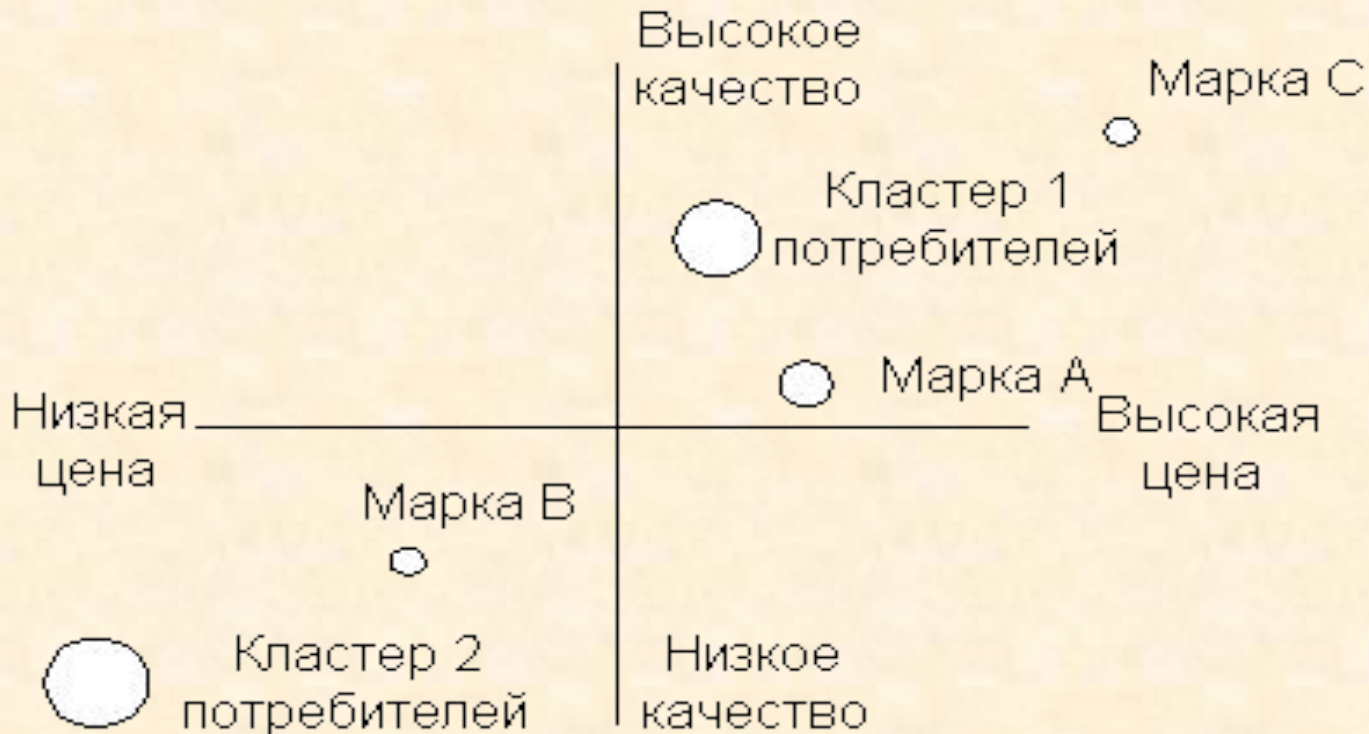 Высокое
качество
Марка С
Кластер 1
потребителей
Марка А
Низкая
цена
Высокая
цена
Марка В
Кластер 2
потребителей
Низкое
качество